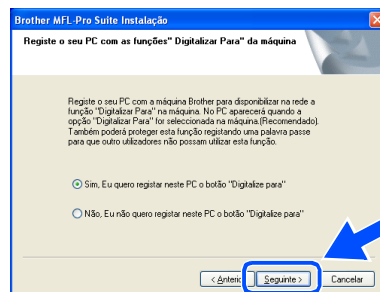 Brother MFL-Pro Suite Instalação
Registe o seu PC com as funções" Digitalizar Para" da máquina
Registe o seu PC com a máquina Brother para disponibilizar na rede a
função "Digitalizar Para" na máquina. No PC aparecerá quando a
opção "Digitalizar Para" for seleccionada na máquina.(Recomendado).
Também poderá proteger esta função registando uma palavra passe
para que outro utilizadores não possam utilizar esta função.
Sim, Eu quero registar neste PC o botão "Digitalize para"
Não, Eu não quero registar neste PC o botão "Digitalize para"
< Anterio Seguinte > Cancelar